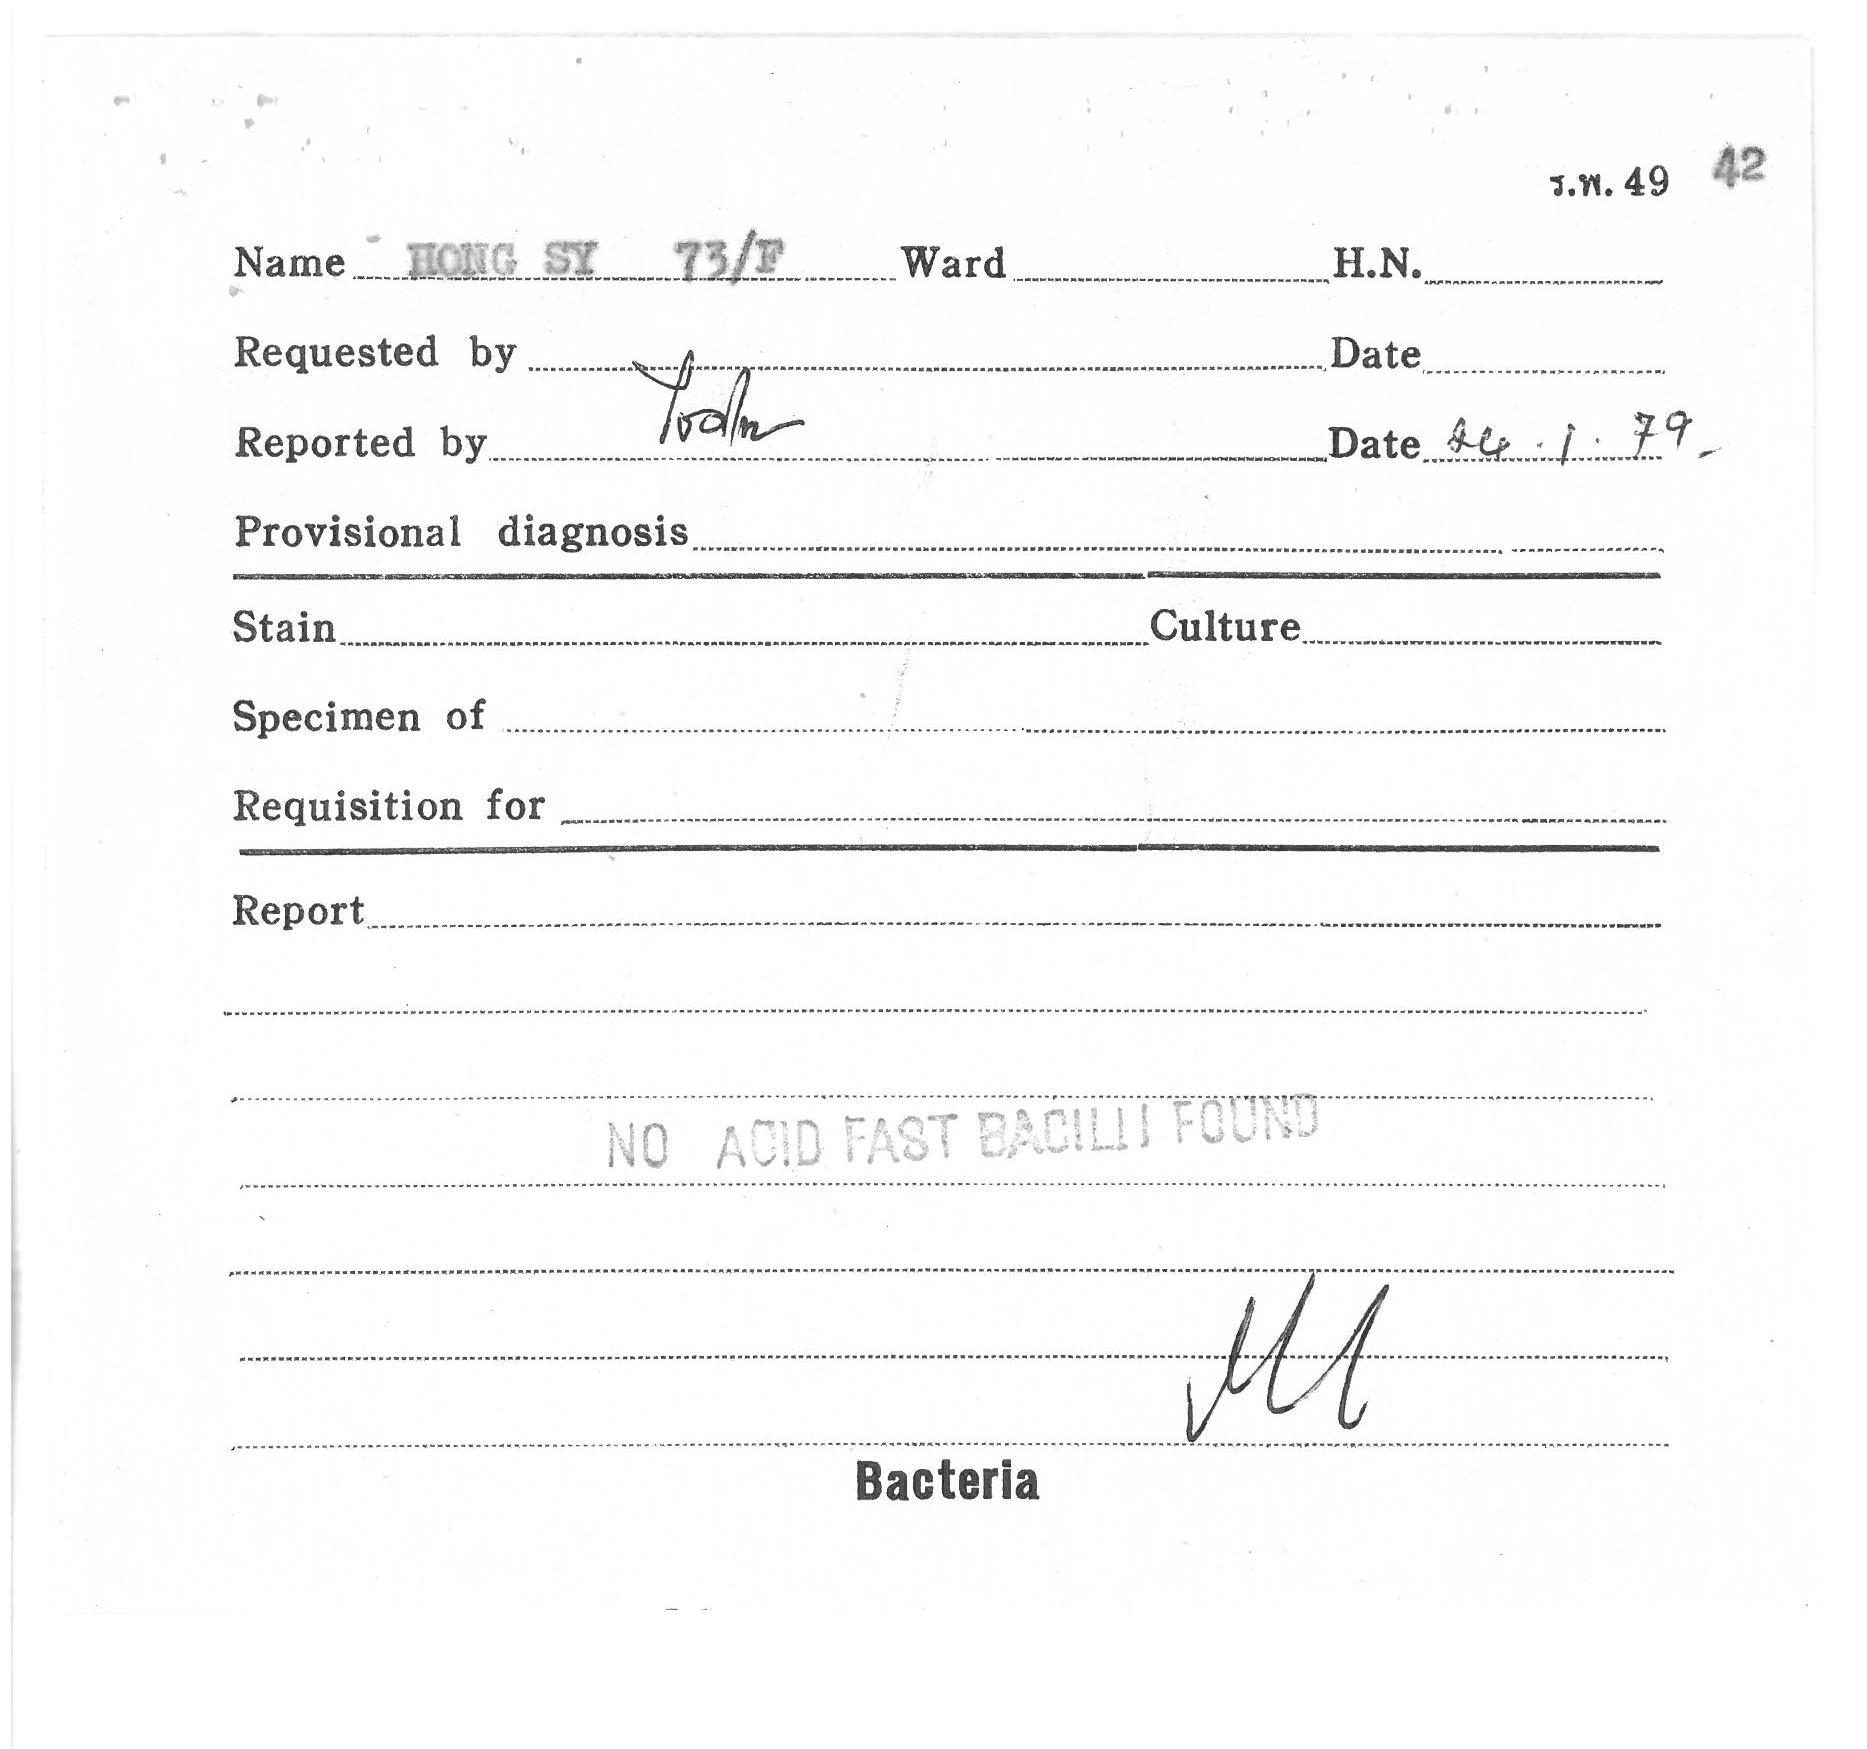 ร.พ. 49 42
Name HONG SY 73/F Ward H.N.
Requested by Date
Reported by Date 24.1.79
Provisional diagnosis
Stain Culture
Specimen of
Requisition for
Report
NO ACID FAST BACILLI FOUND
Bacteria